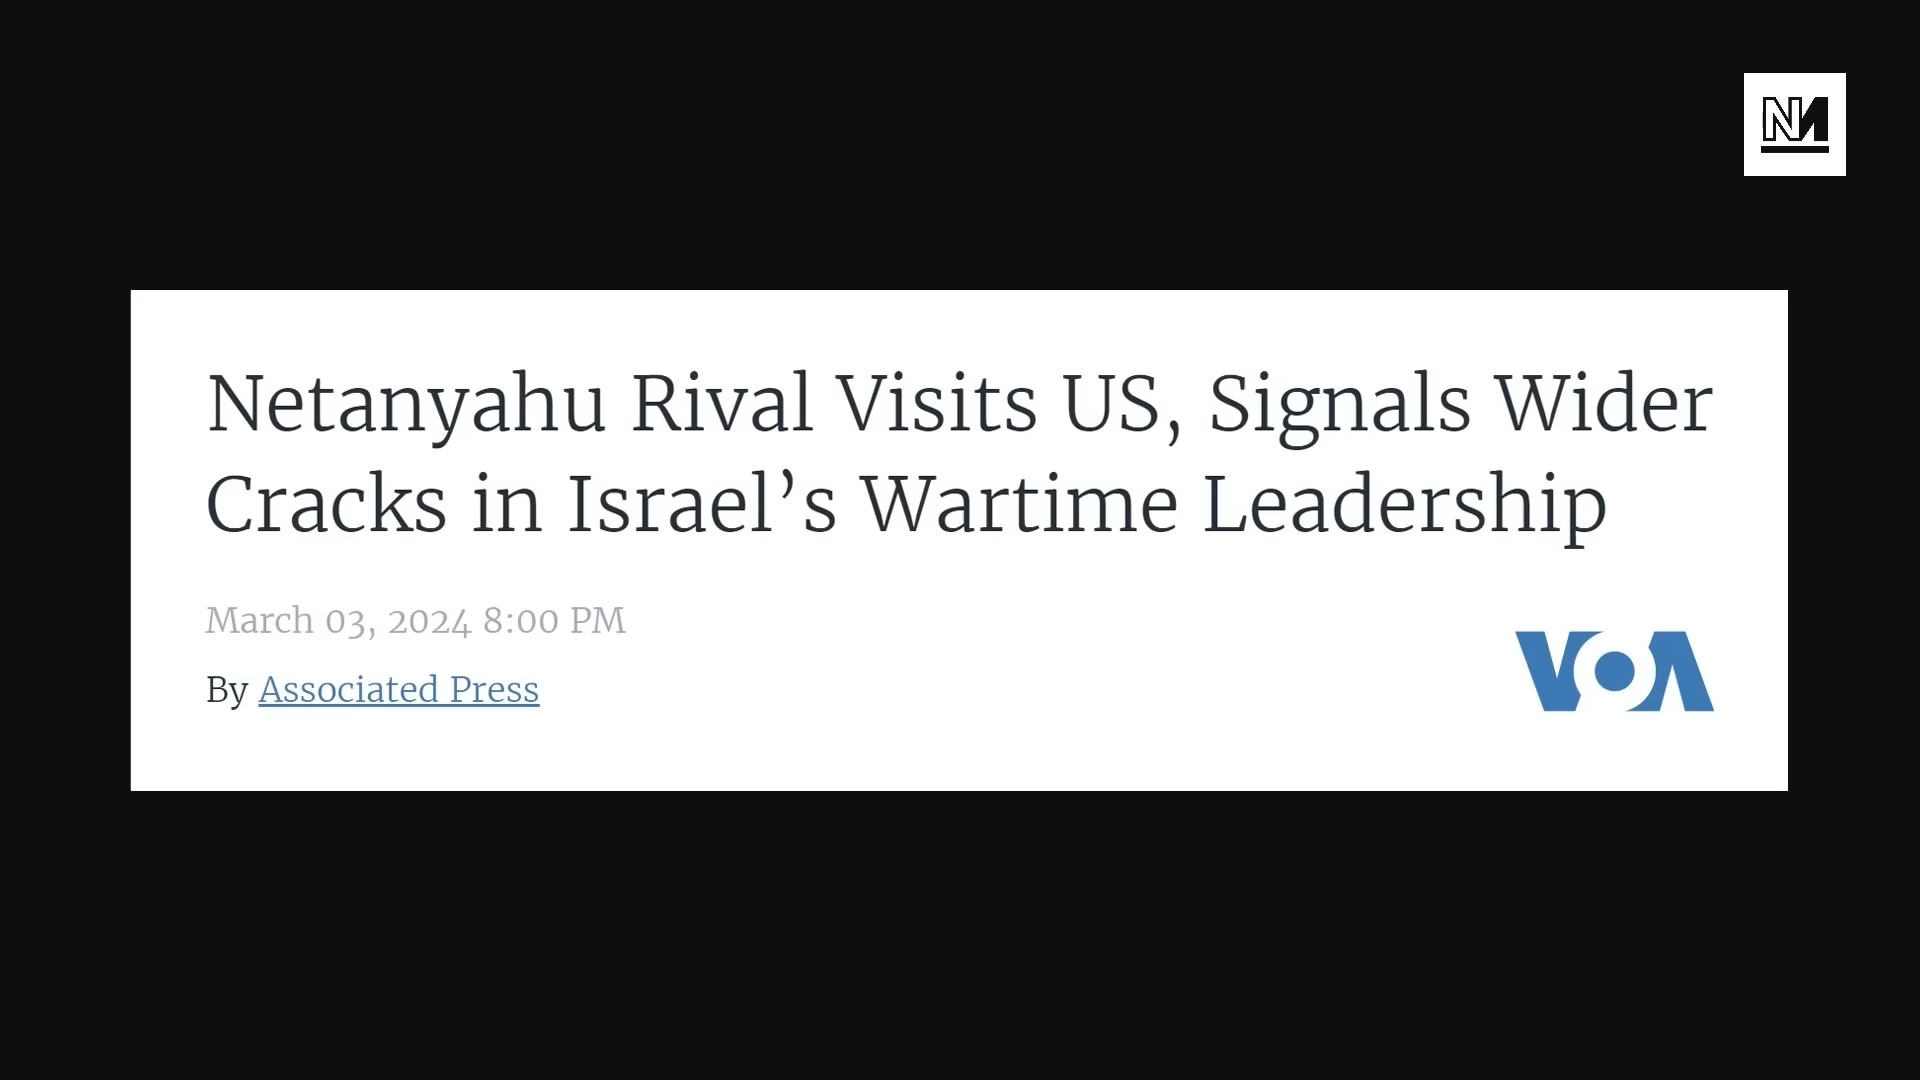 NM
Netanyahu Rival Visits US, Signals Wider
Cracks in Israel’s Wartime Leadership
March 03, 2024 8:00 PM
By Associated Press
VOA